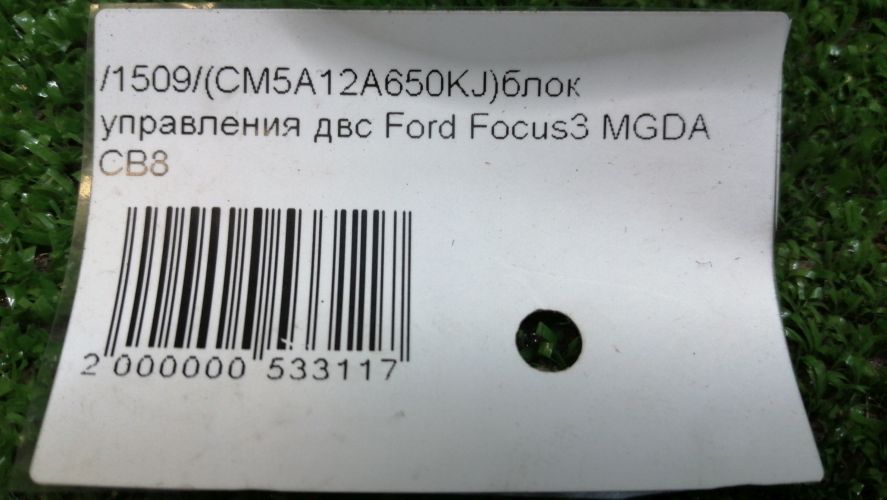 /1509/(CM5A12A650KJ)блок
управления двс Ford Focus3 MGDA
CB8
2 000000 533117